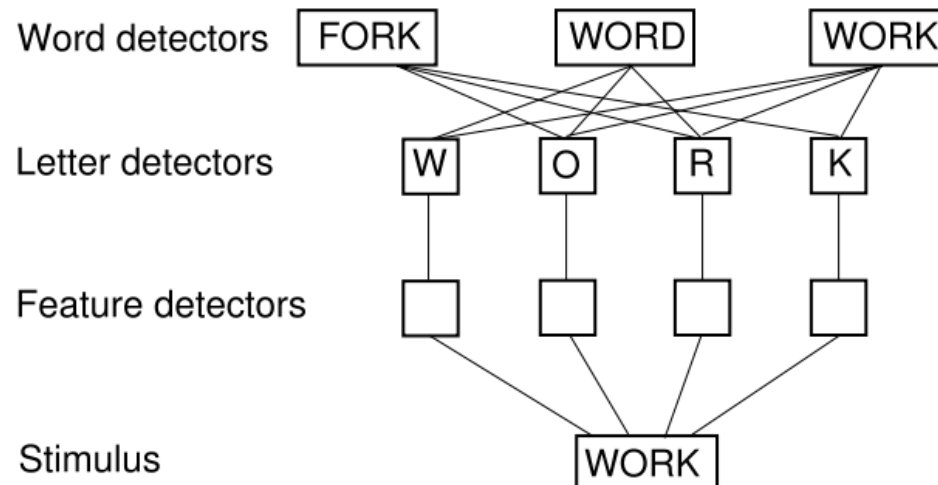 Word detectors FORK WORD WORK
Letter detectors W O R K
Feature detectors
Stimulus WORK